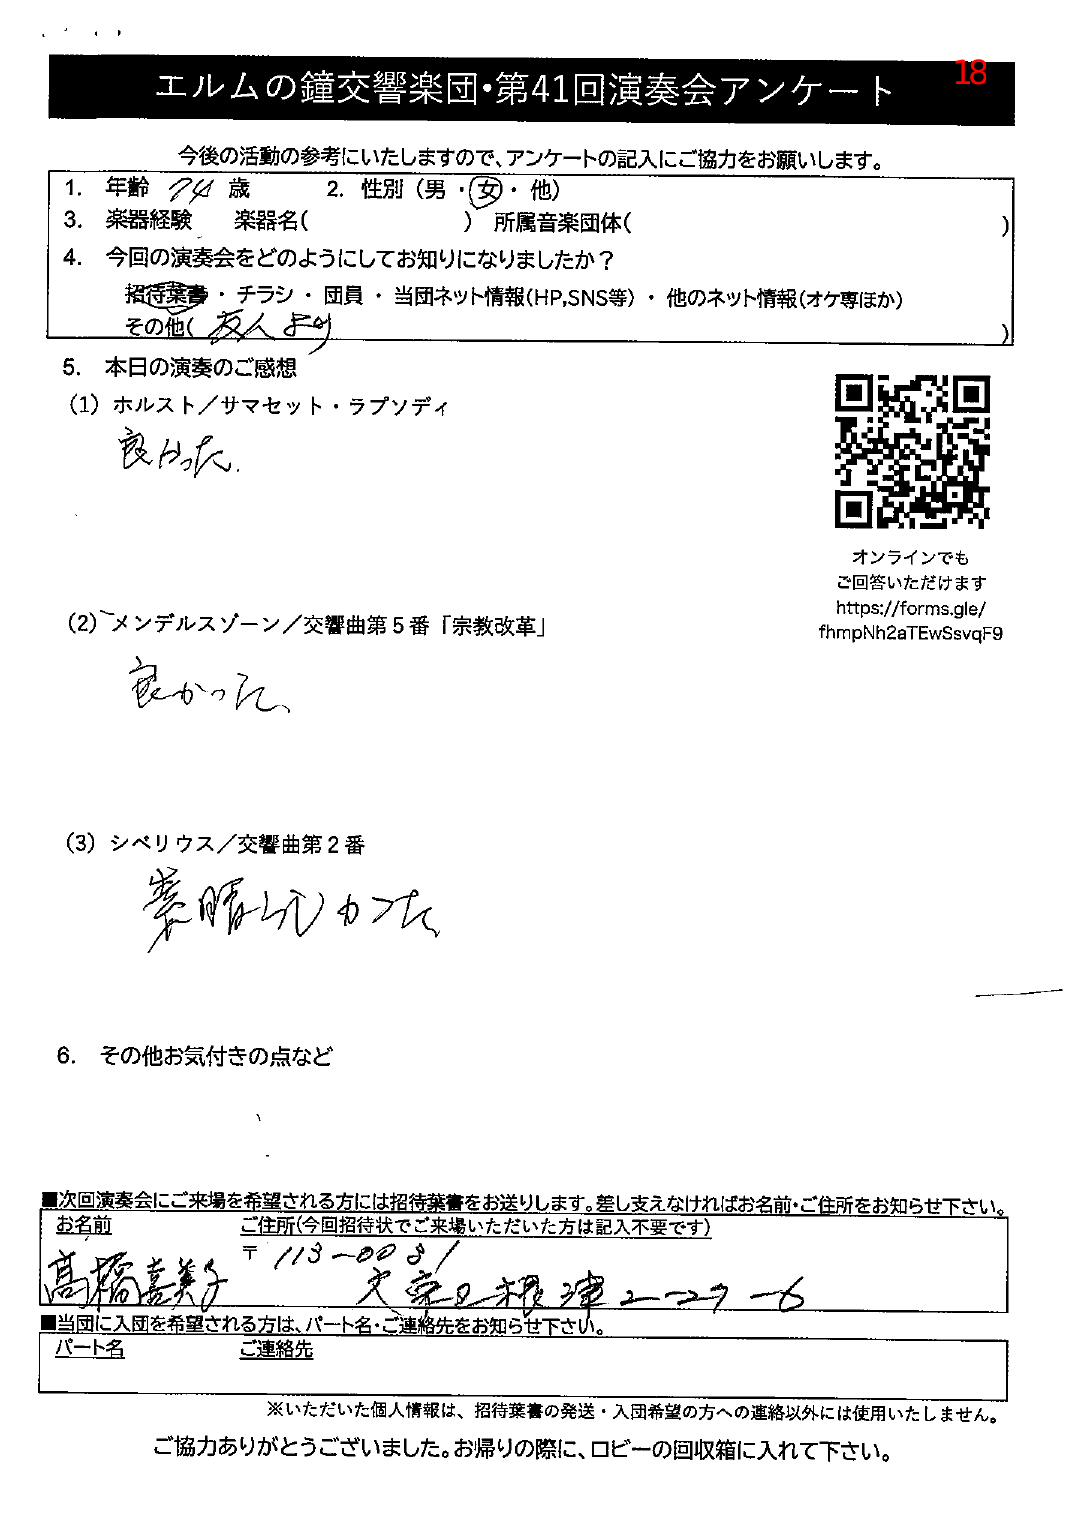 エルムの鐘交響楽団・第41回演奏会アンケート
18
今後の活動の参考にいたしますので、アンケートの記入にご協力をお願いします。
1. 年齢 74 歳 2. 性別(男・女・他)
3. 楽器経験 楽器名( ) 所属音楽団体( )
4. 今回の演奏会をどのようにしてお知りになりましたか?
招待葉書・チラシ・団員・当団ネット情報(HP,SNS等)・他のネット情報(オケ専ほか)
その他( 友人より )
5. 本日の演奏のご感想
(1) ホルスト/サマセット・ラプソディ
良かった.
オンラインでも
ご回答いただけます
https://forms.gle/
fhmpNh2aTEwSsvqF9
(2) メンデルスゾーン/交響曲第5番「宗教改革」
良かった、
(3) シベリウス/交響曲第2番
素晴らしかった、
6. その他お気付きの点など
■次回演奏会にご来場を希望される方には招待葉書をお送りします。差し支えなければお名前・ご住所をお知らせ下さい。
お名前 ご住所(今回招待状でご来場いただいた方は記入不要です)
〒113-0031
髙橋嘉美子 文京区根津2-27-6
■当団に入団を希望される方は、パート名・ご連絡先をお知らせ下さい。
パート名 ご連絡先
※いただいた個人情報は、招待葉書の発送・入団希望の方への連絡以外には使用いたしません。
ご協力ありがとうございました。お帰りの際に、ロビーの回収箱に入れて下さい。